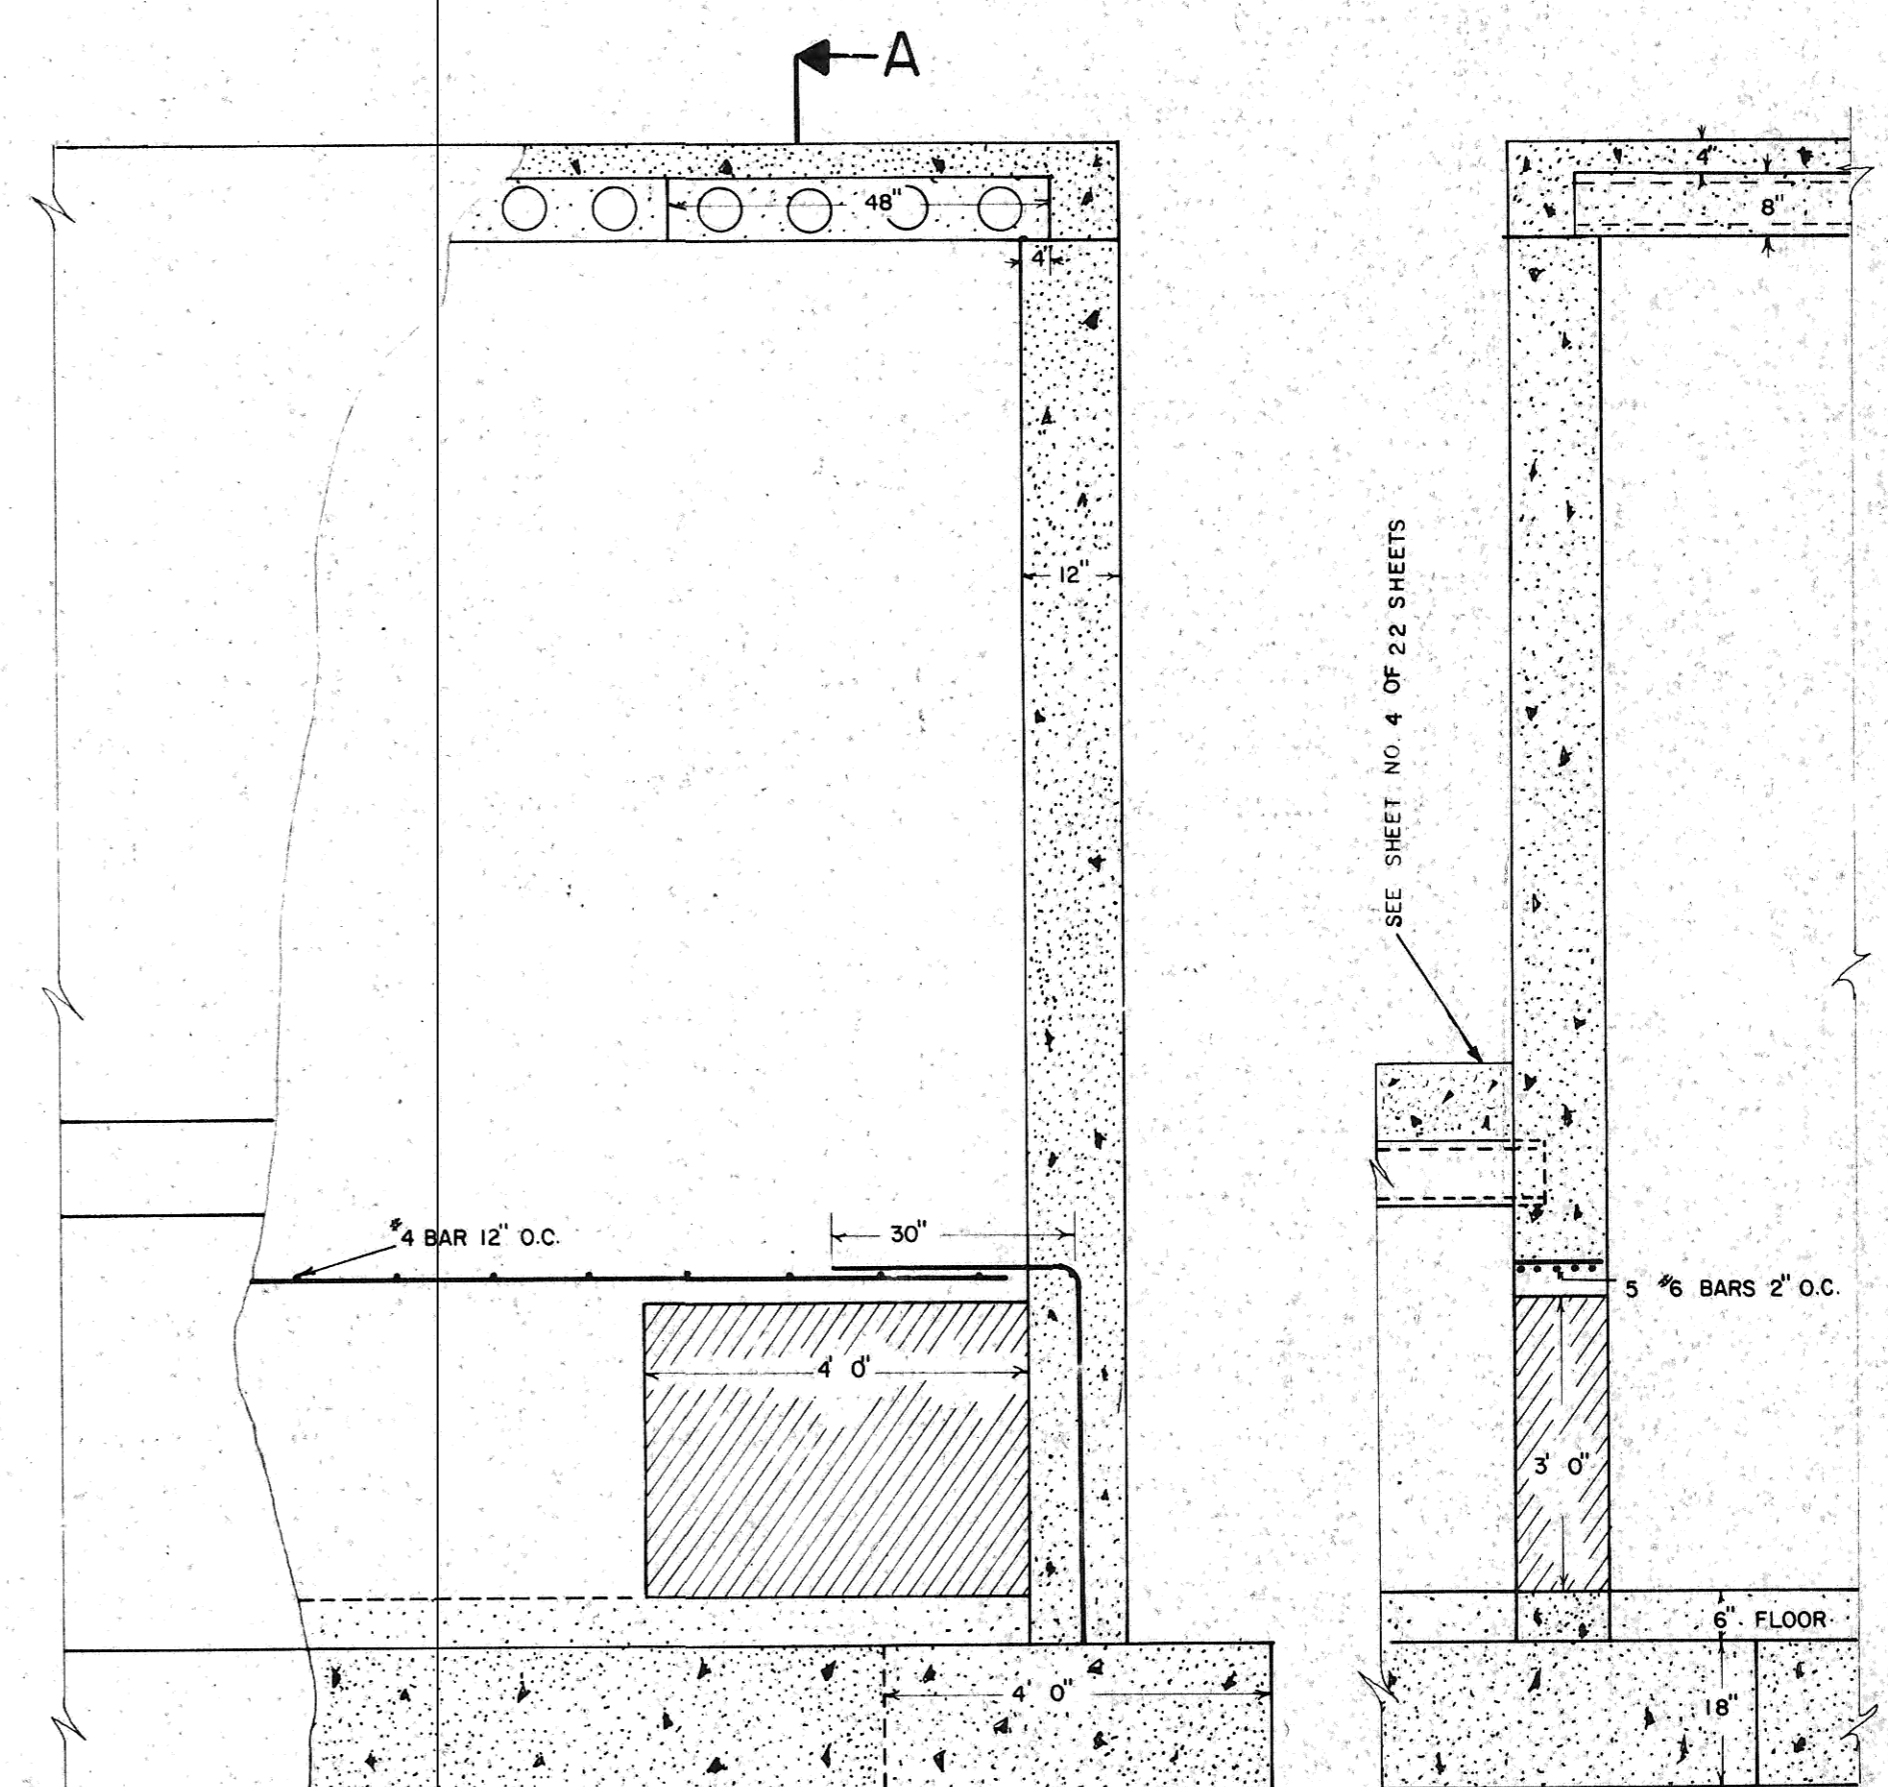 A
48"
4"
4"
8"
12"
SEE SHEET NO. 4 OF 22 SHEETS
#4 BAR 12" O.C.
30"
5 #6 BARS 2" O.C.
4' 0"
3' 0"
6" FLOOR
4' 0"
18"